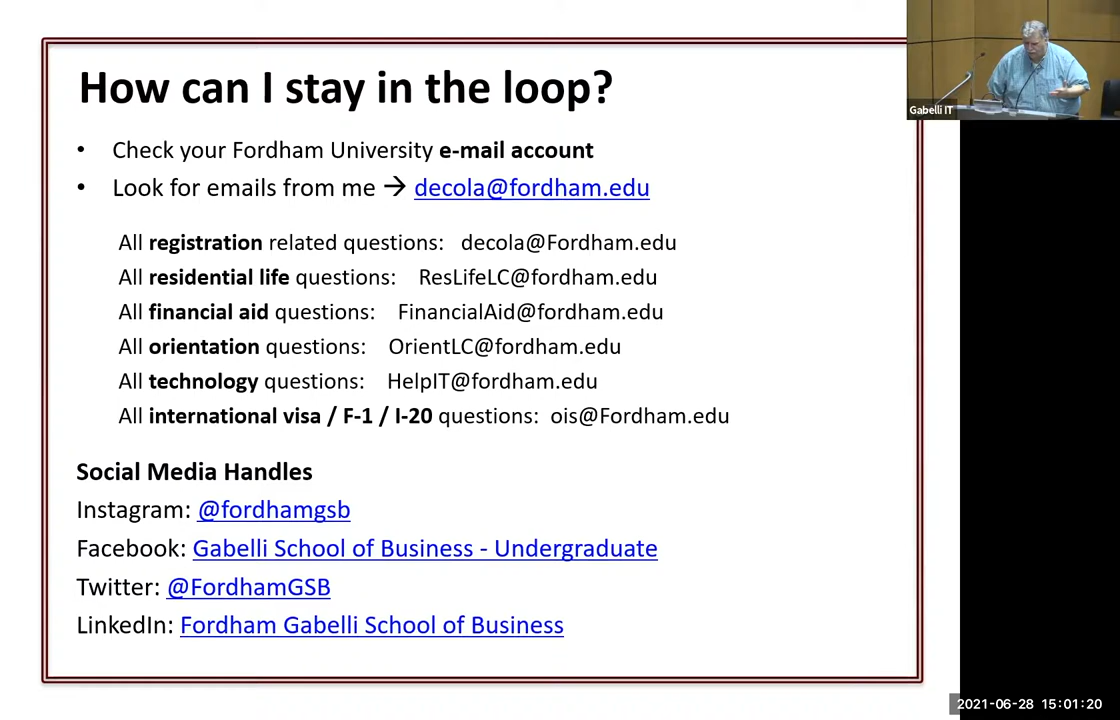 How can I stay in the loop?
• Check your Fordham University e-mail account
• Look for emails from me → decola@fordham.edu
All registration related questions: decola@Fordham.edu
All residential life questions: ResLifeLC@fordham.edu
All financial aid questions: FinancialAid@fordham.edu
All orientation questions: OrientLC@fordham.edu
All technology questions: HelpIT@fordham.edu
All international visa / F-1 / I-20 questions: ois@Fordham.edu
Social Media Handles
Instagram: @fordhamgsb
Facebook: Gabelli School of Business - Undergraduate
Twitter: @FordhamGSB
LinkedIn: Fordham Gabelli School of Business
Gabelli IT
2021-06-28 15:01:20